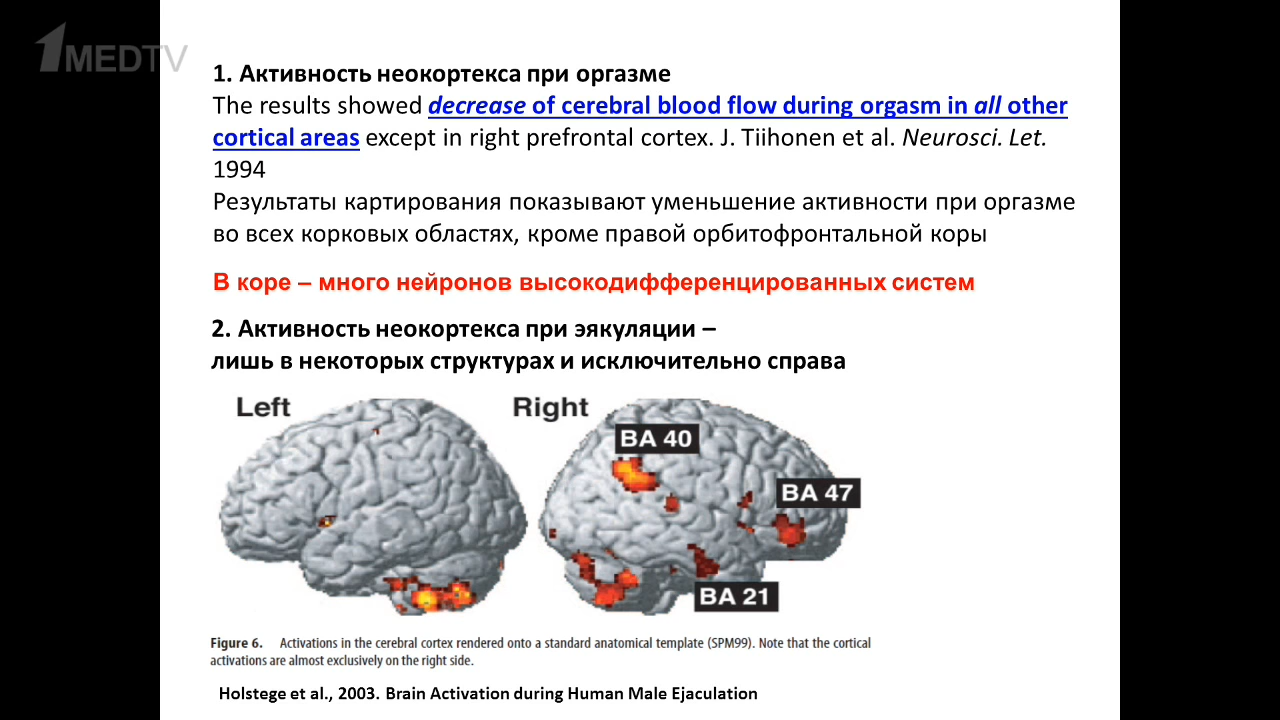 1MEDTV
1. Активность неокортекса при оргазме
The results showed decrease of cerebral blood flow during orgasm in all other
cortical areas except in right prefrontal cortex. J. Tiihonen et al. Neurosci. Let.
1994
Результаты картирования показывают уменьшение активности при оргазме
во всех корковых областях, кроме правой орбитофронтальной коры
В коре – много нейронов высокодифференцированных систем
2. Активность неокортекса при эякуляции –
лишь в некоторых структурах и исключительно справа
Left
Right
BA 40
BA 47
BA 21
Figure 6. Activations in the cerebral cortex rendered onto a standard anatomical template (SPM99). Note that the cortical
activations are almost exclusively on the right side.
Holstege et al., 2003. Brain Activation during Human Male Ejaculation